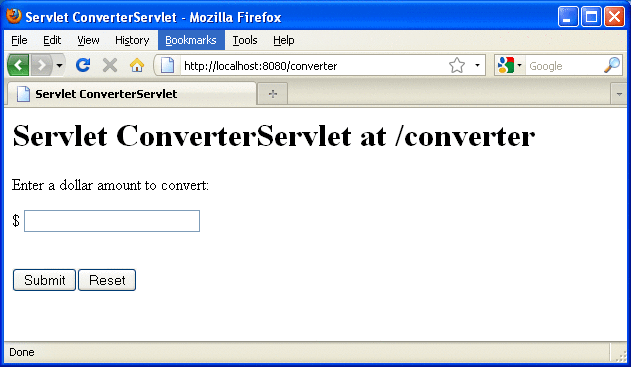 Servlet ConverterServlet - Mozilla Firefox
File Edit View History Bookmarks Tools Help
http://localhost:8080/converter Google
Servlet ConverterServlet
Servlet ConverterServlet at /converter
Enter a dollar amount to convert:
$
Submit Reset
Done